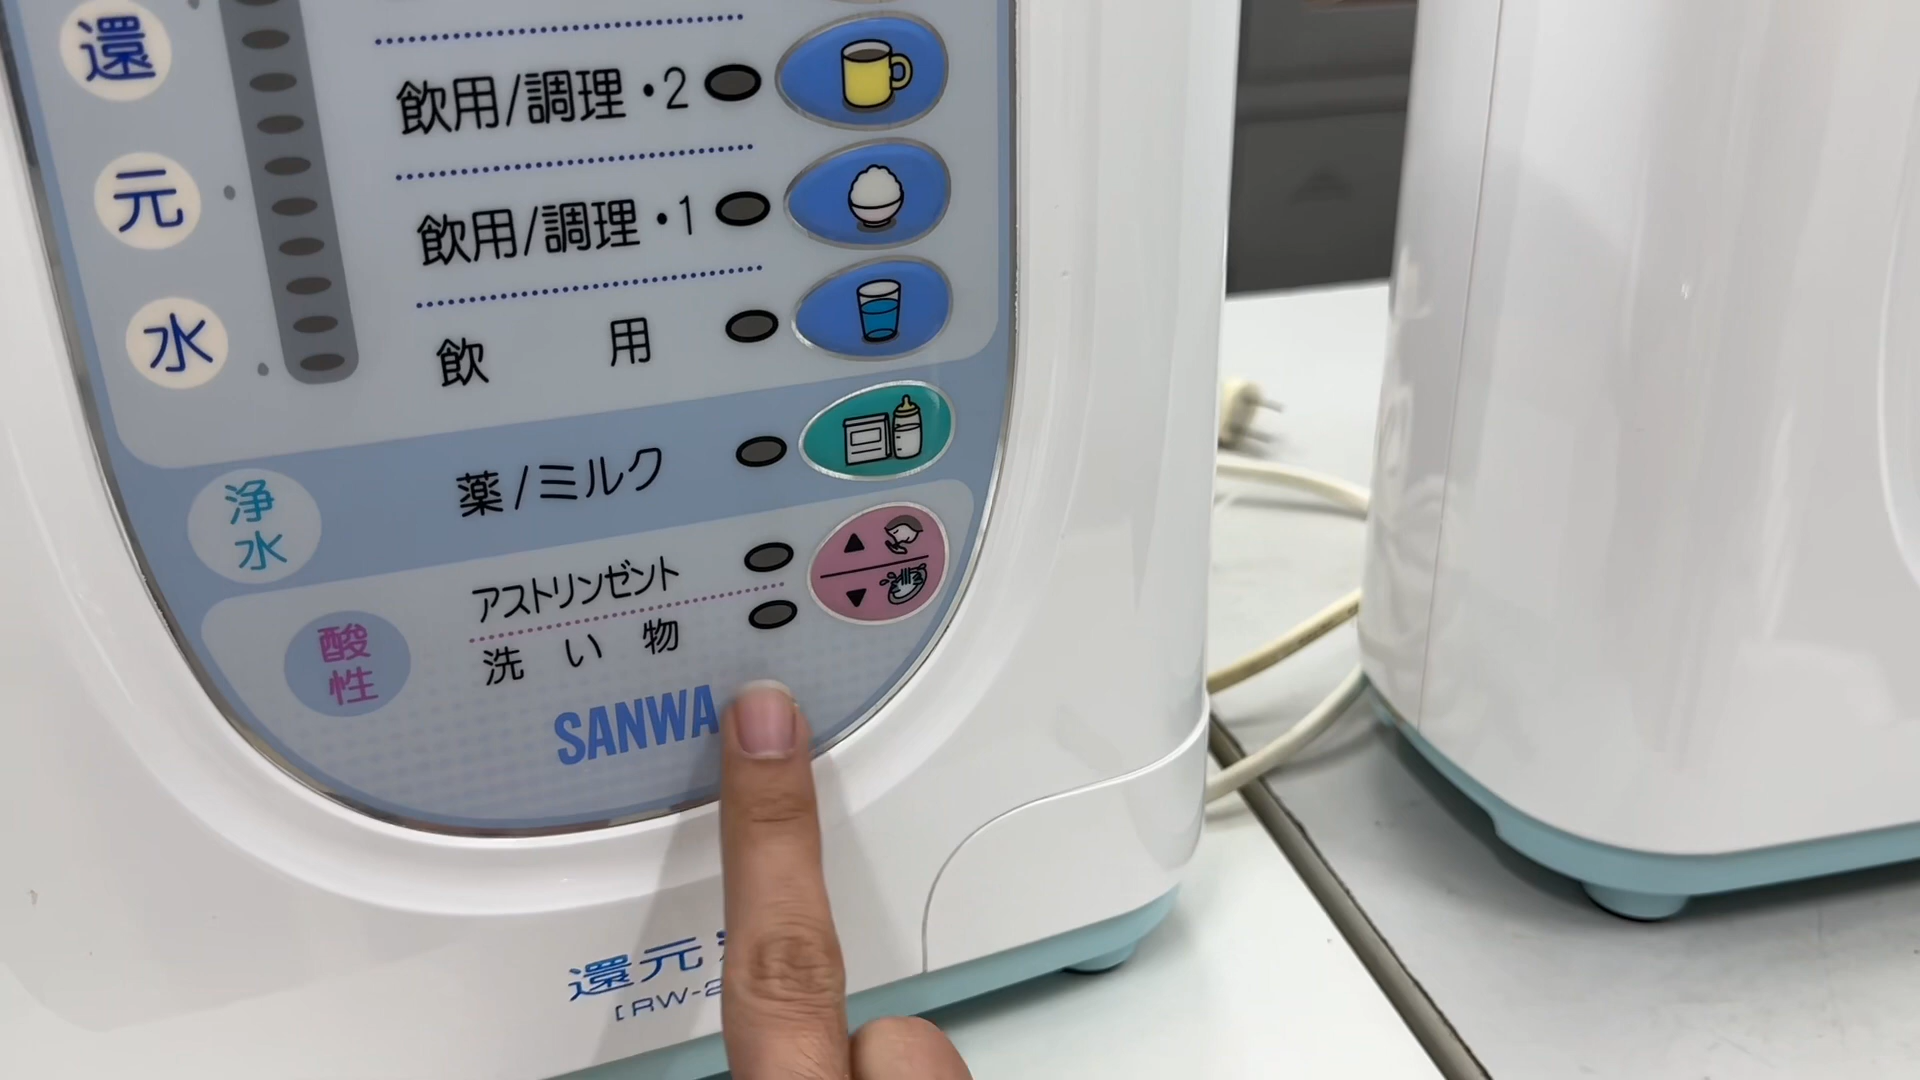 還元水
飲用/調理・2
飲用/調理・1
飲用
浄水
薬/ミルク
酸性
アストリンゼント
洗い物
SANWA
還元
[RW-2